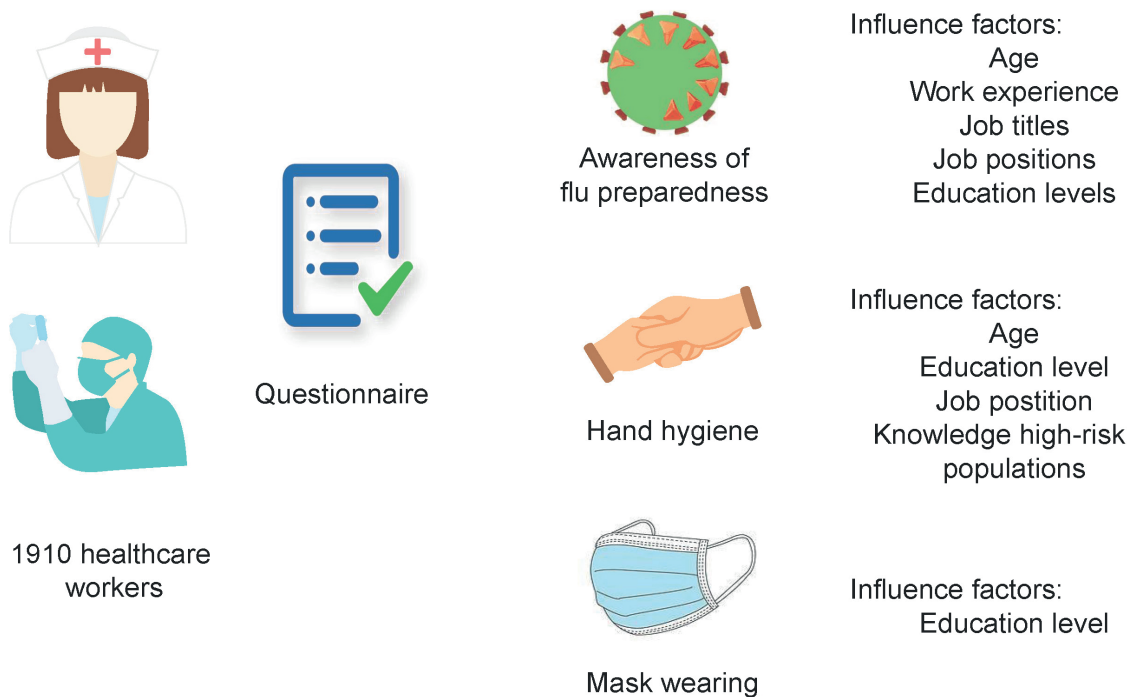 1910 healthcare
workers
Questionnaire
Awareness of
flu preparedness
Influence factors:
Age
Work experience
Job titles
Job positions
Education levels
Hand hygiene
Influence factors:
Age
Education level
Job postition
Knowledge high-risk
populations
Mask wearing
Influence factors:
Education level